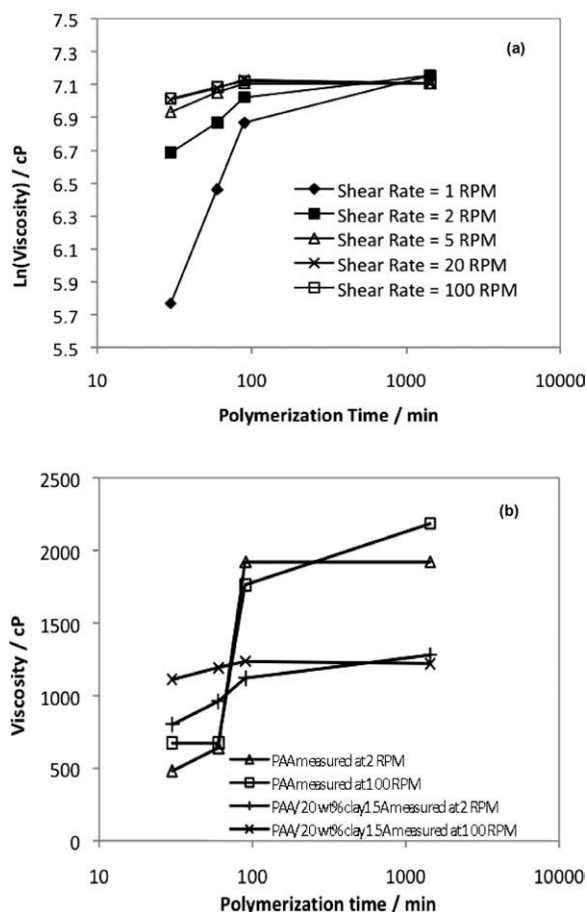 (a)
7.5
7.3
7.1
6.9
6.7
6.5
6.3
6.1
5.9
5.7
5.5
Ln(Viscosity) / cP
Shear Rate = 1 RPM
Shear Rate = 2 RPM
Shear Rate = 5 RPM
Shear Rate = 20 RPM
Shear Rate = 100 RPM
10 100 1000 10000
Polymerization Time / min
(b)
2500
2000
1500
1000
500
0
Viscosity / cP
PAA measured at 2 RPM
PAA measured at 100 RPM
PAA/20 wt% clay 15A measured at 2 RPM
PAA/20 wt% clay 15A measured at 100 RPM
10 100 1000 10000
Polymerization time / min